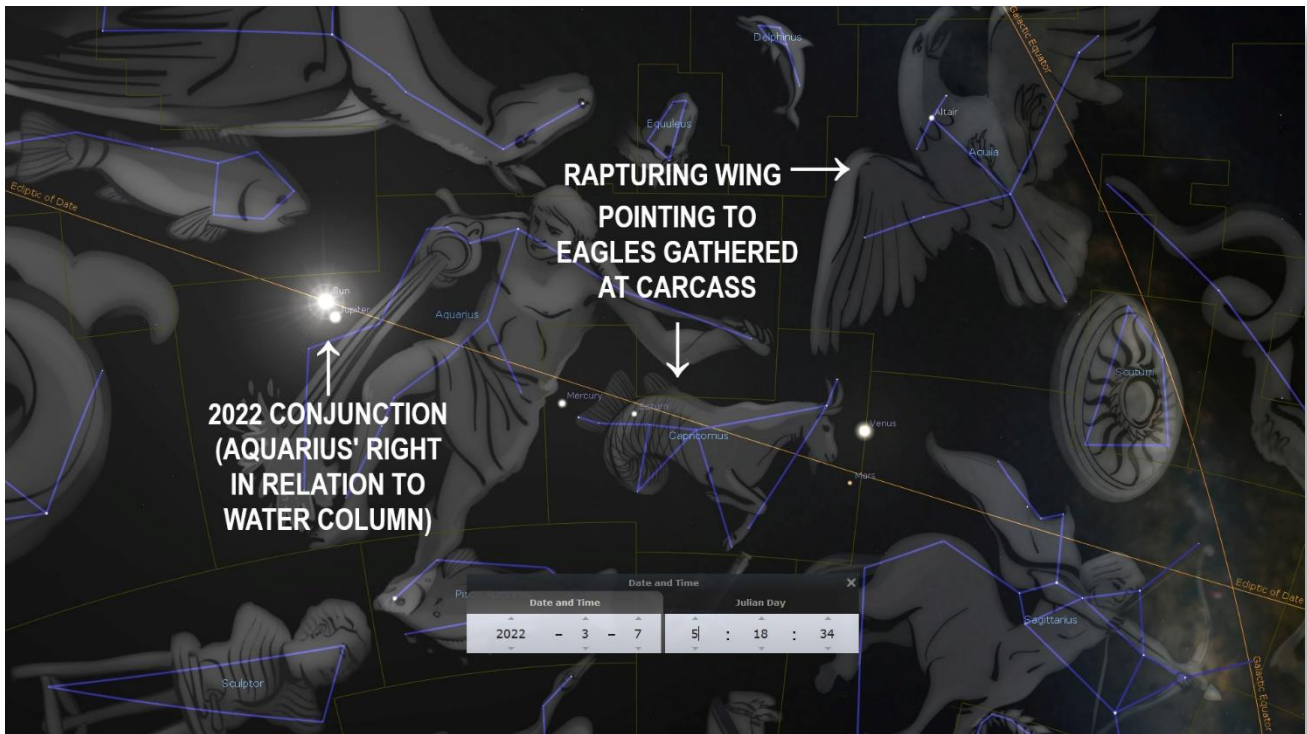 Delphinus
Galactic Equator
Altair
Equuleus
Aquila
RAPTURING WING →
POINTING TO
EAGLES GATHERED
AT CARCASS
Ecliptic of Date
Sun
Jupiter
Aquarius
Scutum
2022 CONJUNCTION
(AQUARIUS' RIGHT
IN RELATION TO
WATER COLUMN)
Mercury
Saturn
Capricornus
Venus
Mars
Date and Time
Date and Time
Julian Day
2022 - 3 - 7 5 : 18 : 34
Ecliptic of Date
Sagittarius
Sculptor
Galactic Equator